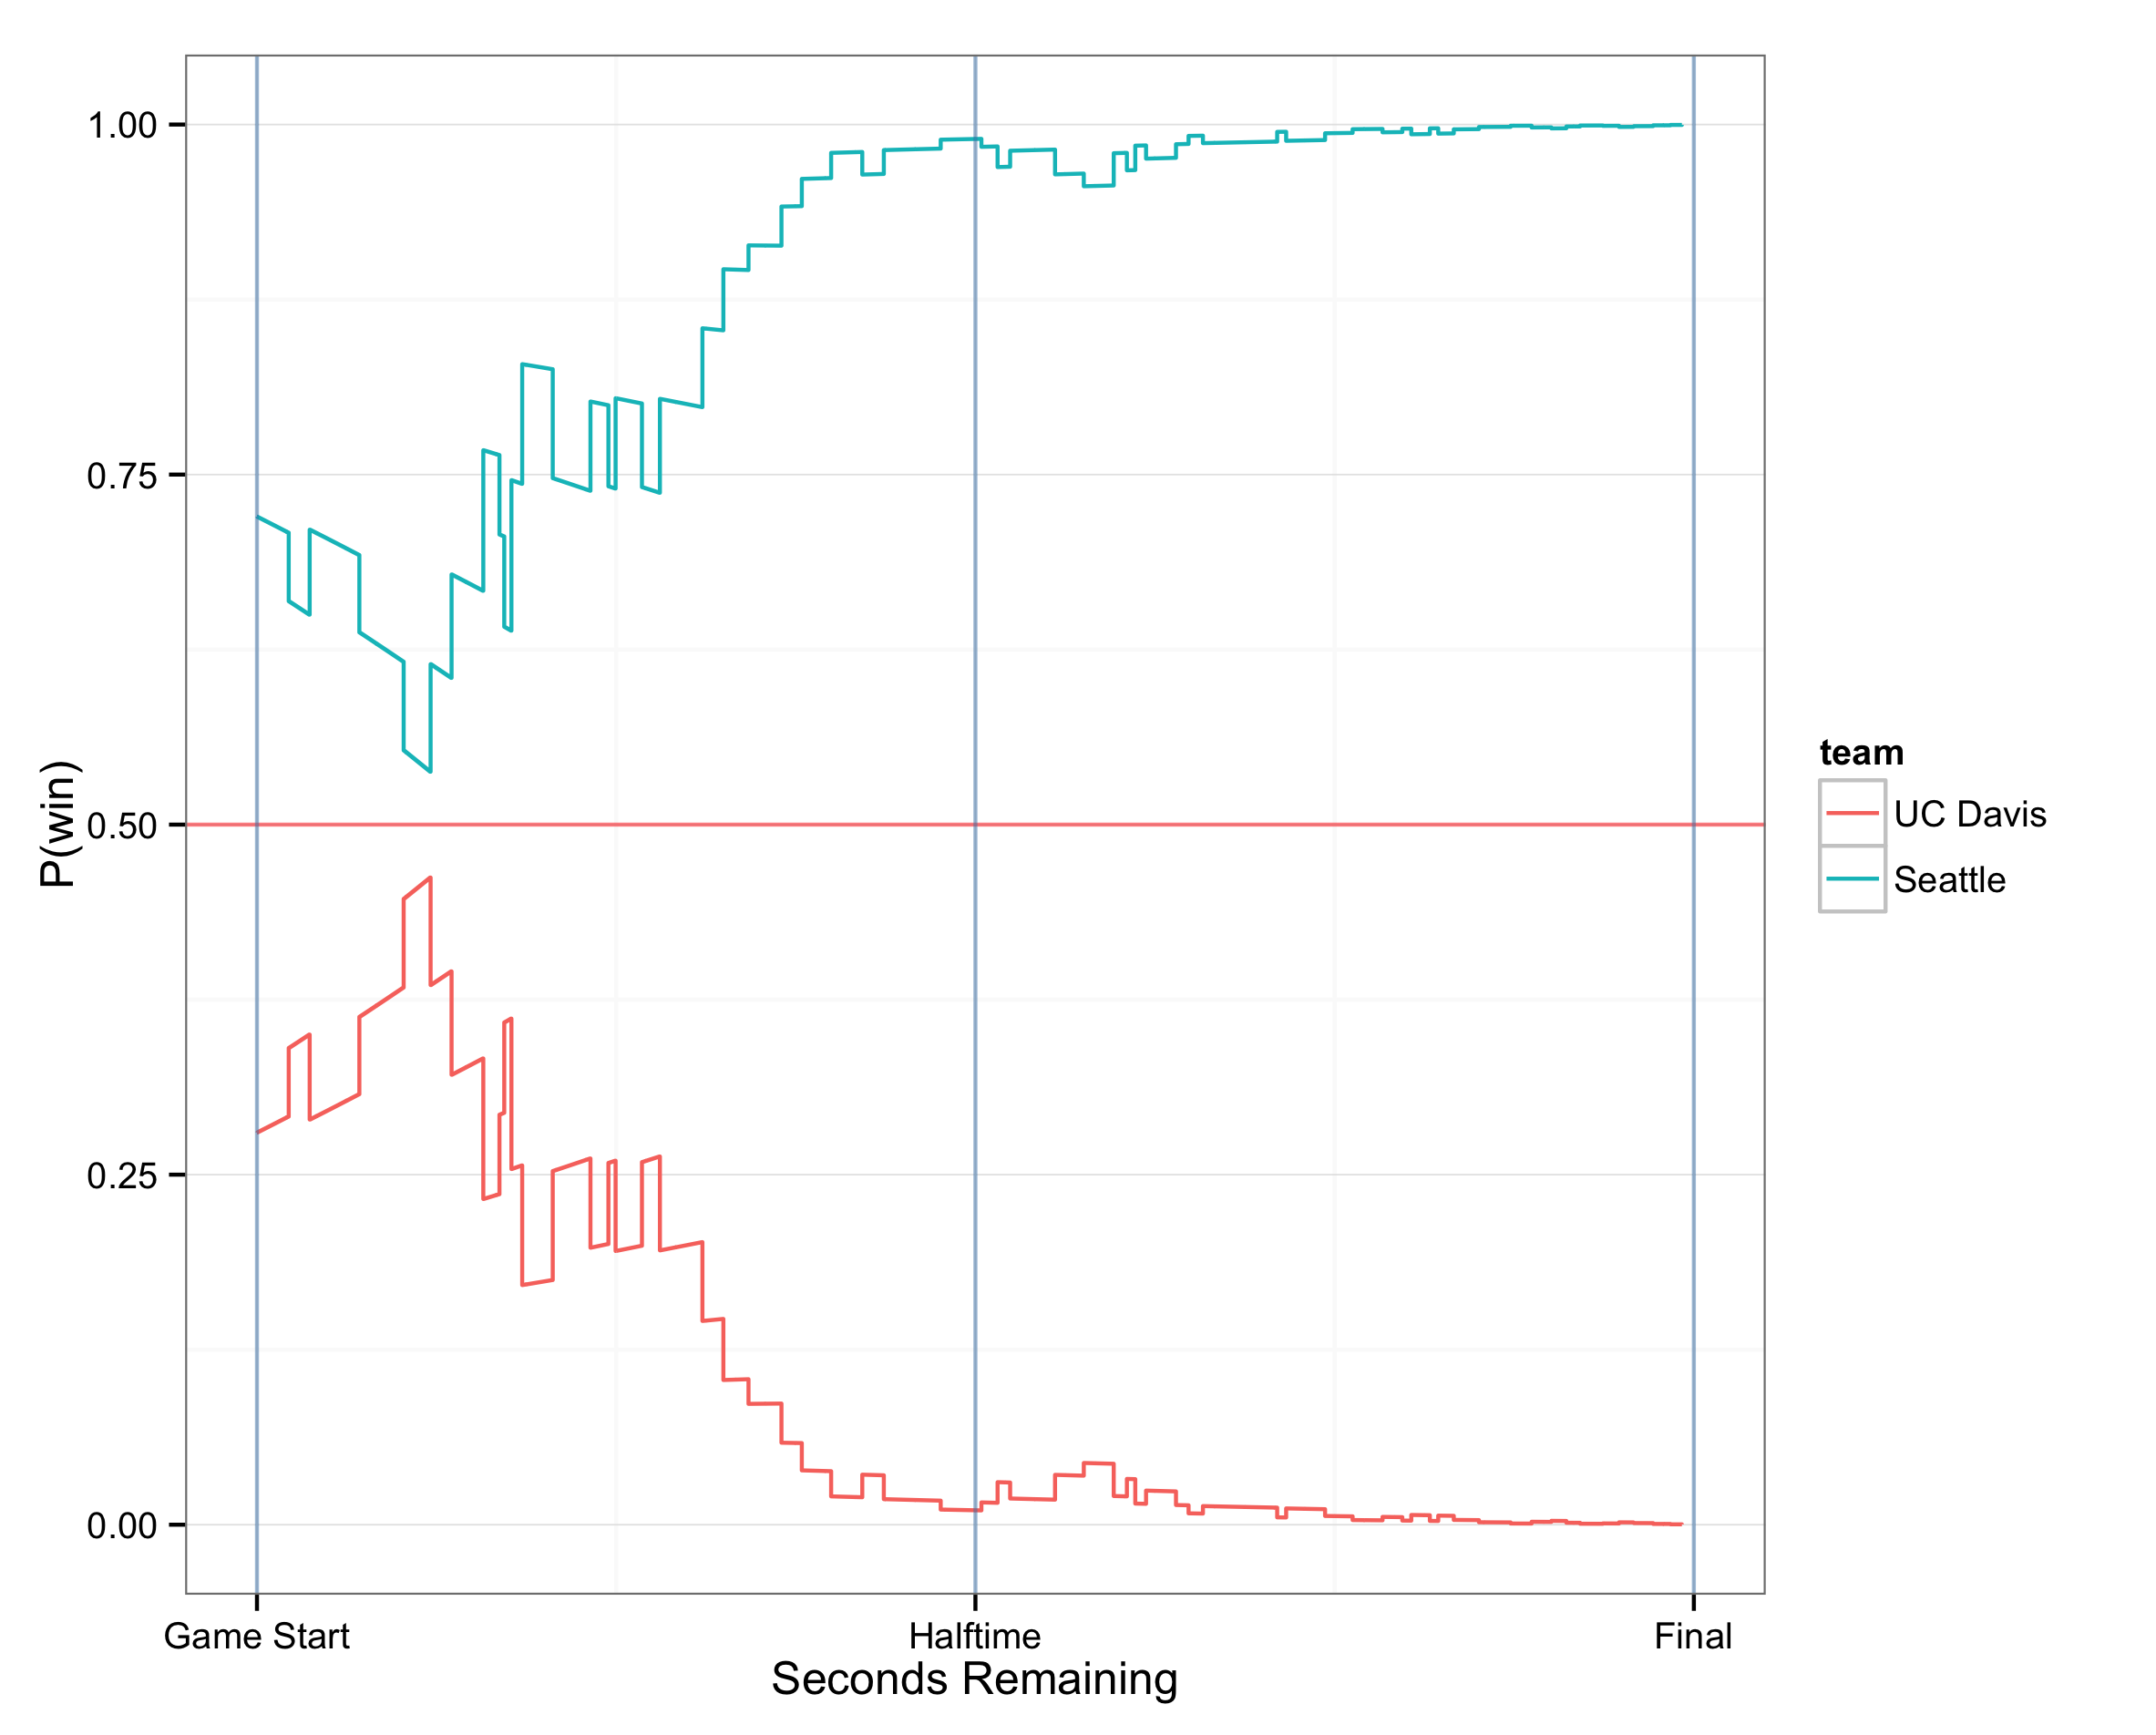 1.00
0.75
0.50
0.25
0.00
P(win)
Game Start
Halftime
Final
Seconds Remaining
team
UC Davis
Seattle